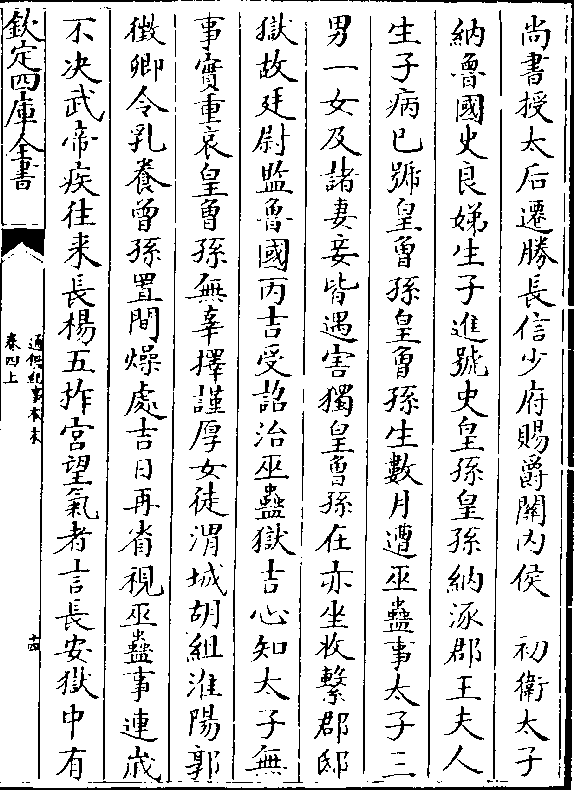 尚書授太后遷勝長信少府賜爵關内侯　初衛太子
納魯國史良娣生子進號史皇孫皇孫納涿郡王夫人
生子病已號皇曾孫皇曾孫生數月遭巫蠱事太子三
男一女及諸妻妾皆遇害獨皇曾孫在亦坐收繫郡邸
獄故廷尉監魯國丙吉受詔治巫蠱獄吉心知太子無
事實重哀皇曾孫無辜擇謹厚女徒渭城胡組淮陽郭
徵卿令乳養曾孫置閒燥處吉日再省視巫蠱事連歲
不决武帝疾往來長楊五柞宫望氣者言長安獄中有
欽定四庫全書
通鑑紀事本末
卷四上
十四